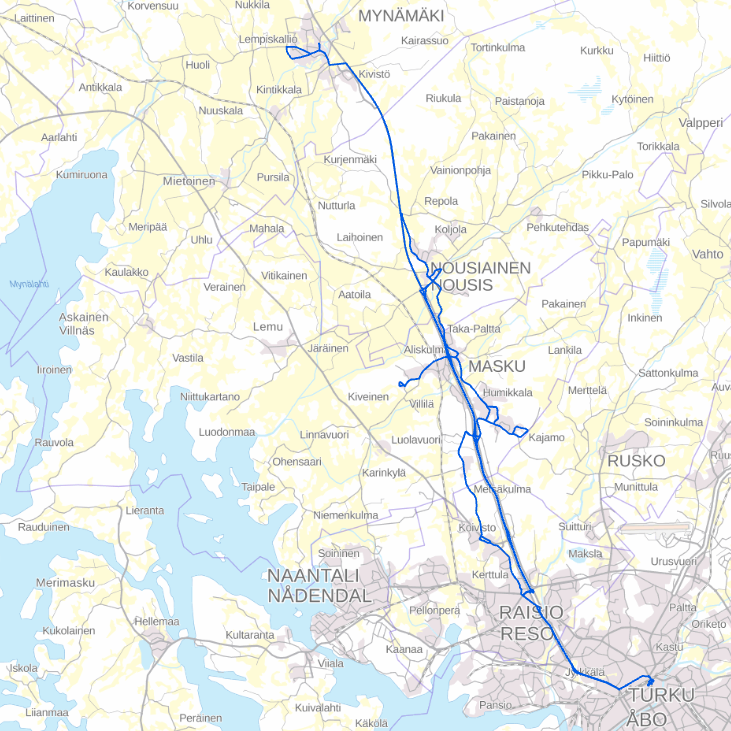 Laittinen
Korvensuu
Nukkila
MYNÄMÄKI
Lempiskallio
Kairassuo
Tortinkulma
Kurkku
Hiittiö
Huoli
Kivistö
Antikkala
Kintikkala
Riukula
Paistanoja
Kytöinen
Nuuskala
Valpperi
Aarlahti
Pakainen
Torikkala
Kurjenmäki
Vainionpohja
Pikku-Palo
Kumiruona
Mietoinen
Pursila
Nutturla
Repola
Silvola
Meripää
Mahala
Koljola
Pehkutehdas
Uhlu
Laihoinen
Papumäki
Vahto
Kaulakko
NOUSIAINEN
NOUSIS
Mynälahti
Verainen
Vitikainen
Aatoila
Pakainen
Askainen
Villnäs
Inkinen
Lemu
Taka-Paltta
Järäinen
Aliskulma
Lankila
Vastila
MASKU
Iiroinen
Sattonkulma
Niittukartano
Kiveinen
Villilä
Humikkala
Merttelä
Soininkulma
Luodonmaa
Linnavuori
Luolavuori
Kajamo
Rauvola
Ohensaari
RUSKO
Karinkylä
Taipale
Metsäkulma
Munittula
Lieranta
Niemenkulma
Rauduinen
Koivisto
Suitturi
Soininen
Maksla
Urusvuori
Merimasku
NAANTALI
NÅDENDAL
Kerttula
Paltta
Pellonperä
RAISIO
RESO
Oriketo
Hellemaa
Kukolainen
Kultaranta
Kaanaa
Kastu
Iskola
Viiala
Jyrkkälä
Pansio
TURKU
ÅBO
Liianmaa
Peräinen
Kuivalahti
Käkölä